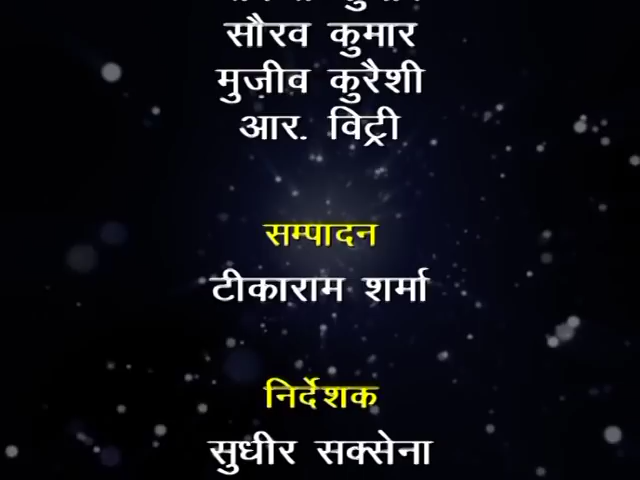 कुमार
सौरव कुमार
मुजीव कुरैशी
आर. विट्री
सम्पादन
टीकाराम शर्मा
निर्देशक
सुधीर सक्सेना